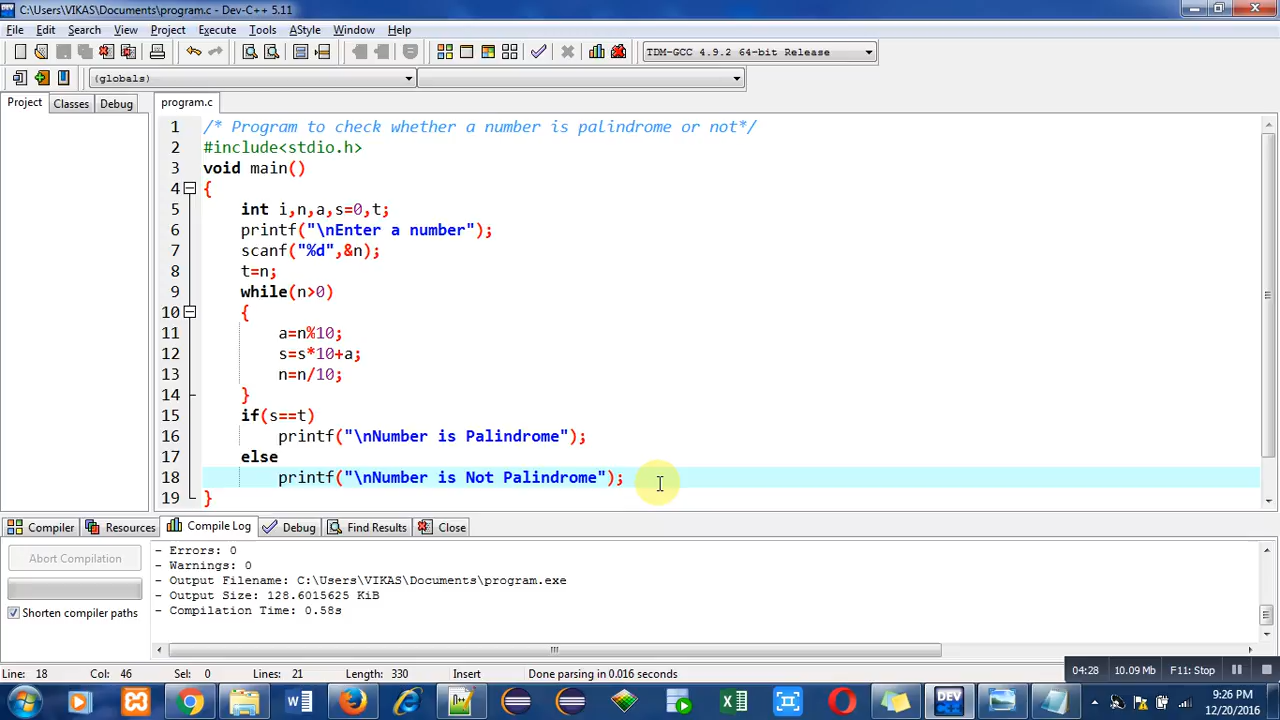 C:\Users\VIKAS\Documents\program.c - Dev-C++ 5.11
File Edit Search View Project Execute Tools AStyle Window Help
TDM-GCC 4.9.2 64-bit Release
(globals)
Project Classes Debug program.c
1 /* Program to check whether a number is palindrome or not*/
2 #include<stdio.h>
3 void main()
4 {
5 int i,n,a,s=0,t;
6 printf("\nEnter a number");
7 scanf("%d",&n);
8 t=n;
9 while(n>0)
10 {
11 a=n%10;
12 s=s*10+a;
13 n=n/10;
14 }
15 if(s==t)
16 printf("\nNumber is Palindrome");
17 else
18 printf("\nNumber is Not Palindrome");
19 }
Compiler Resources Compile Log Debug Find Results Close
- Errors: 0
Abort Compilation
- Warnings: 0
- Output Filename: C:\Users\VIKAS\Documents\program.exe
- Output Size: 128.6015625 KiB
Shorten compiler paths
- Compilation Time: 0.58s
Line: 18 Col: 46 Sel: 0 Lines: 21 Length: 330 Insert Done parsing in 0.016 seconds
04:28 10.09 Mb F11: Stop
DEV
9:26 PM
12/20/2016